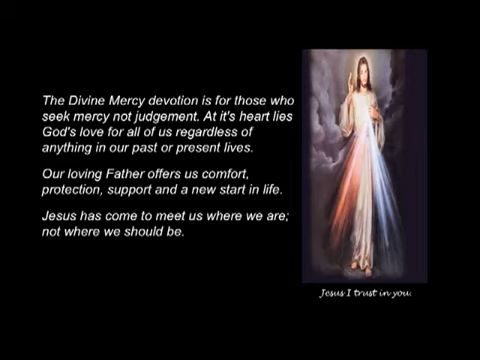 The Divine Mercy devotion is for those who
seek mercy not judgement. At it's heart lies
God's love for all of us regardless of
anything in our past or present lives.
Our loving Father offers us comfort,
protection, support and a new start in life.
Jesus has come to meet us where we are;
not where we should be.
Jesus I trust in you.